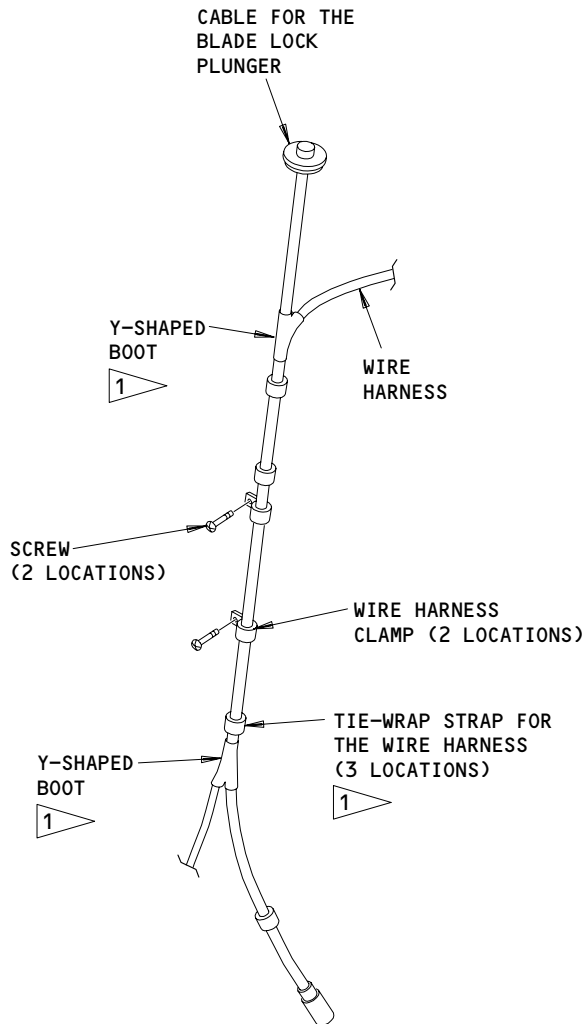 CABLE FOR THE
BLADE LOCK
PLUNGER
Y-SHAPED
BOOT
1
WIRE
HARNESS
SCREW
(2 LOCATIONS)
WIRE HARNESS
CLAMP (2 LOCATIONS)
TIE-WRAP STRAP FOR
THE WIRE HARNESS
(3 LOCATIONS)
1
Y-SHAPED
BOOT
1